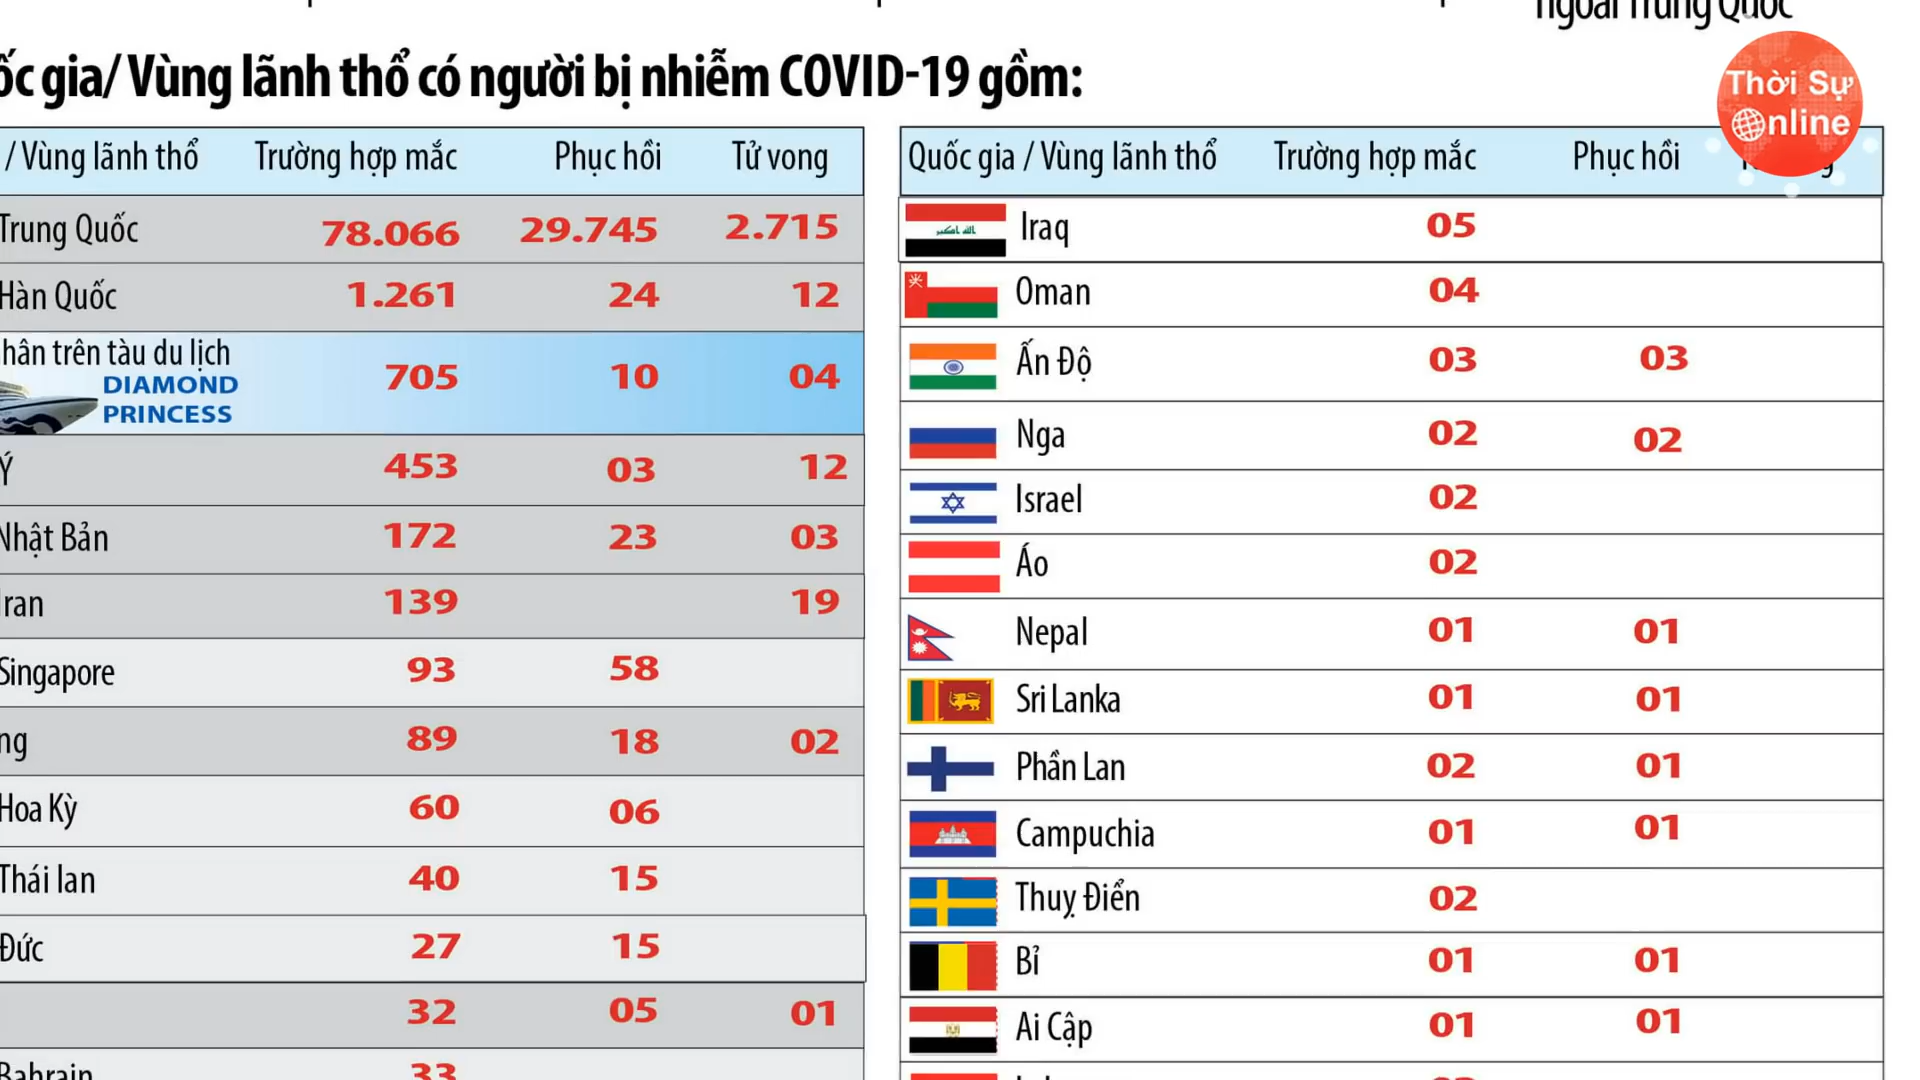 ngoài Trung Quốc
ốc gia/ Vùng lãnh thổ có người bị nhiễm COVID-19 gồm:
Thời Sự
Online
/ Vùng lãnh thổ Trường hợp mắc Phục hồi Tử vong
Trung Quốc 78.066 29.745 2.715
Hàn Quốc 1.261 24 12
hân trên tàu du lịch
DIAMOND
PRINCESS
705 10 04
Ý 453 03 12
Nhật Bản 172 23 03
Iran 139 19
Singapore 93 58
ng 89 18 02
Hoa Kỳ 60 06
Thái lan 40 15
Đức 27 15
32 05 01
Bahrain 33
Quốc gia / Vùng lãnh thổ Trường hợp mắc Phục hồi
Iraq 05
Oman 04
Ấn Độ 03 03
Nga 02 02
Israel 02
Áo 02
Nepal 01 01
Sri Lanka 01 01
Phần Lan 02 01
Campuchia 01 01
Thuỵ Điển 02
Bỉ 01 01
Ai Cập 01 01